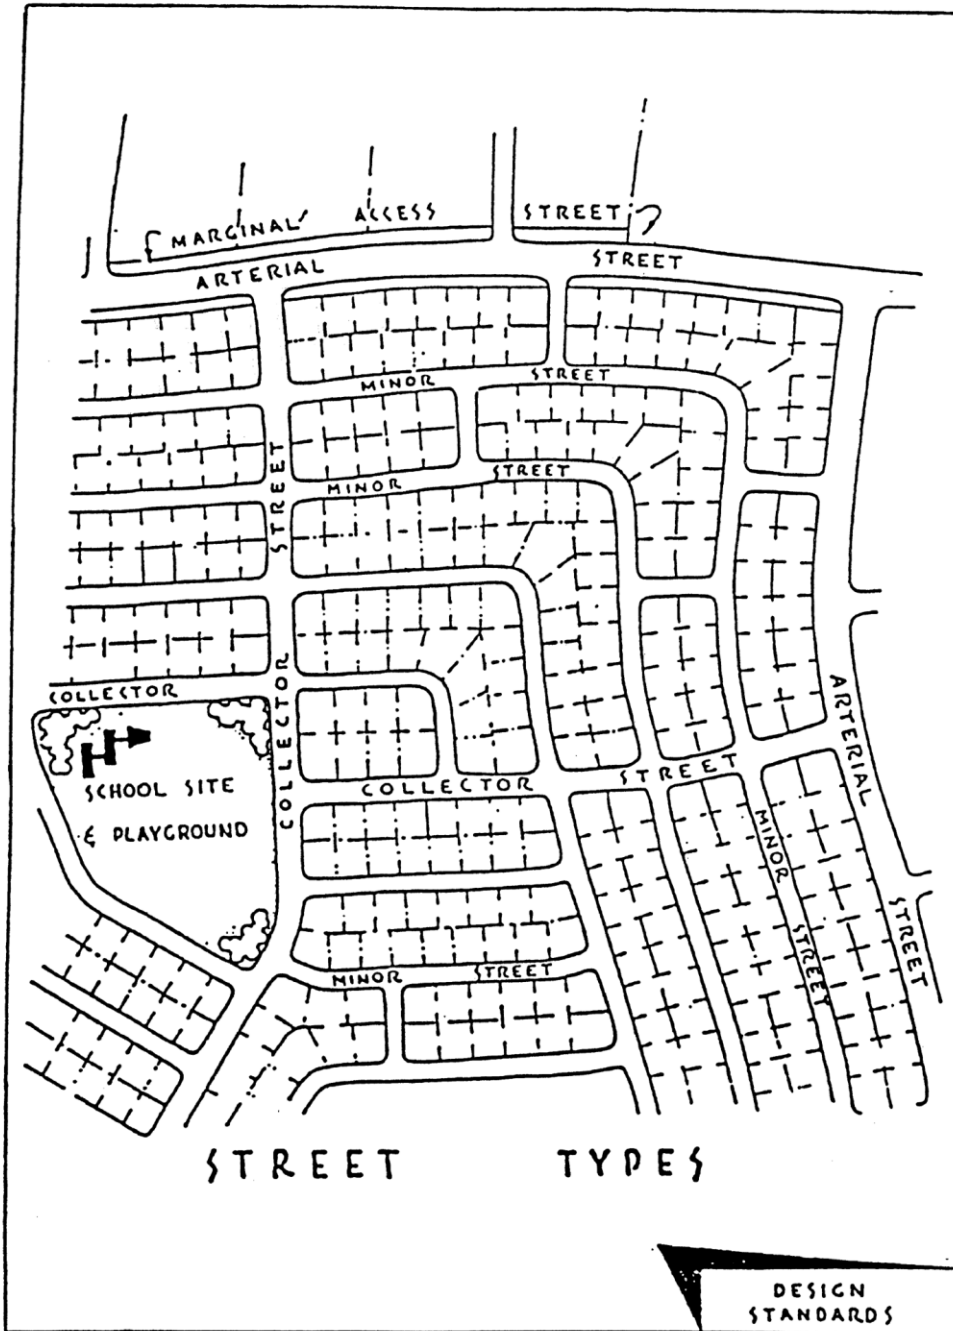 MARGINAL ACCESS STREET
ARTERIAL STREET
MINOR STREET
STREET
MINOR STREET
COLLECTOR
COLLECTOR
ARTERIAL
SCHOOL SITE
& PLAYGROUND
COLLECTOR STREET
MINOR
STREET
STREET
MINOR STREET
STREET TYPES
DESIGN
STANDARDS